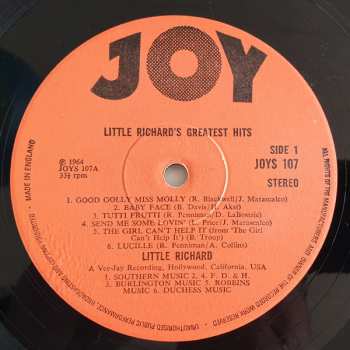 JOY
LITTLE RICHARD'S GREATEST HITS
℗ 1964
JOYS 107A
33⅓ rpm
SIDE 1
JOYS 107
STEREO
1. GOOD GOLLY MISS MOLLY (R. Blackwell/J. Marascalco)
2. BABY FACE (B. Davis/H. Akst)
3. TUTTI FRUTTI (R. Penniman/D. LaBostrie)
4. SEND ME SOME LOVIN' (L. Price/J. Marascalco)
5. THE GIRL CAN'T HELP IT (from 'The Girl
Can't Help It') (B. Troup)
6. LUCILLE (R. Penniman/A. Collins)
LITTLE RICHARD
A Vee-Jay Recording, Hollywood, California, USA
1. SOUTHERN MUSIC 2, 4. F. D. & H.
3. BURLINGTON MUSIC 5. ROBBINS
MUSIC 6. DUCHESS MUSIC
MADE IN ENGLAND
ALL RIGHTS OF THE MANUFACTURER AND OWNER OF THE RECORDED WORK RESERVED
UNAUTHORISED PUBLIC PERFORMANCE, BROADCASTING AND COPYING PROHIBITED